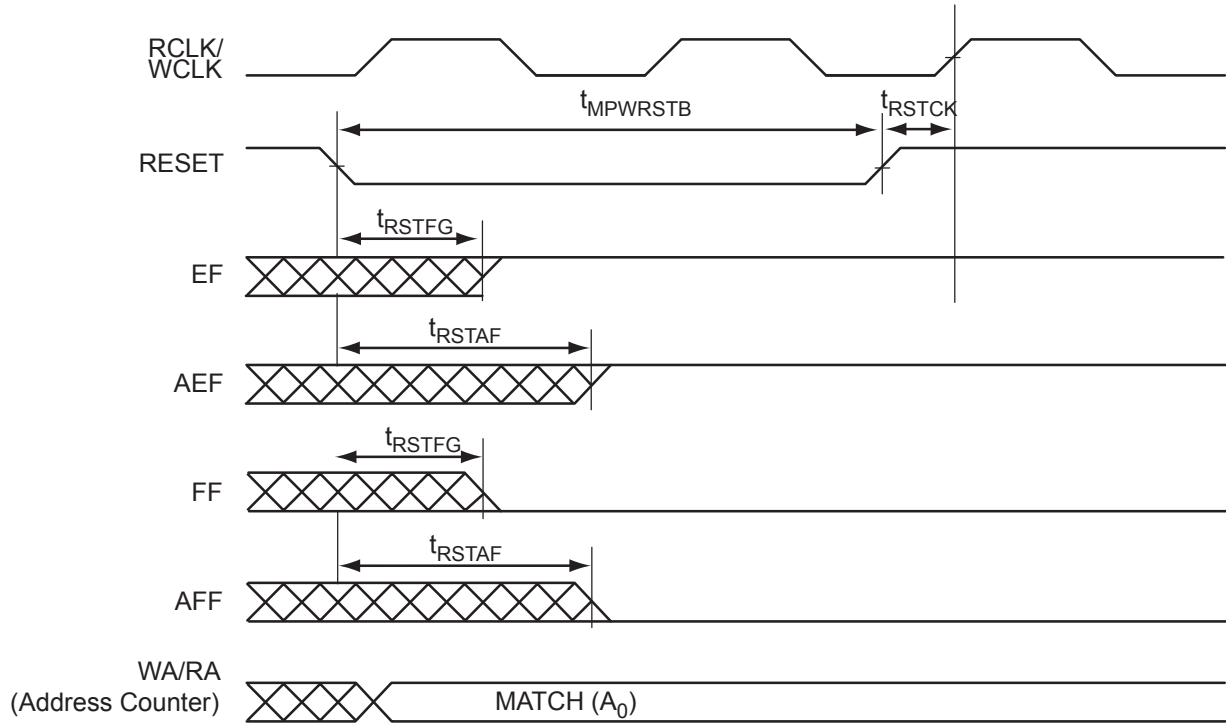 RCLK/
WCLK
tMPWRSTB
tRSTCK
RESET
tRSTFG
EF
tRSTAF
AEF
tRSTFG
FF
tRSTAF
AFF
WA/RA
(Address Counter)
MATCH (A0)